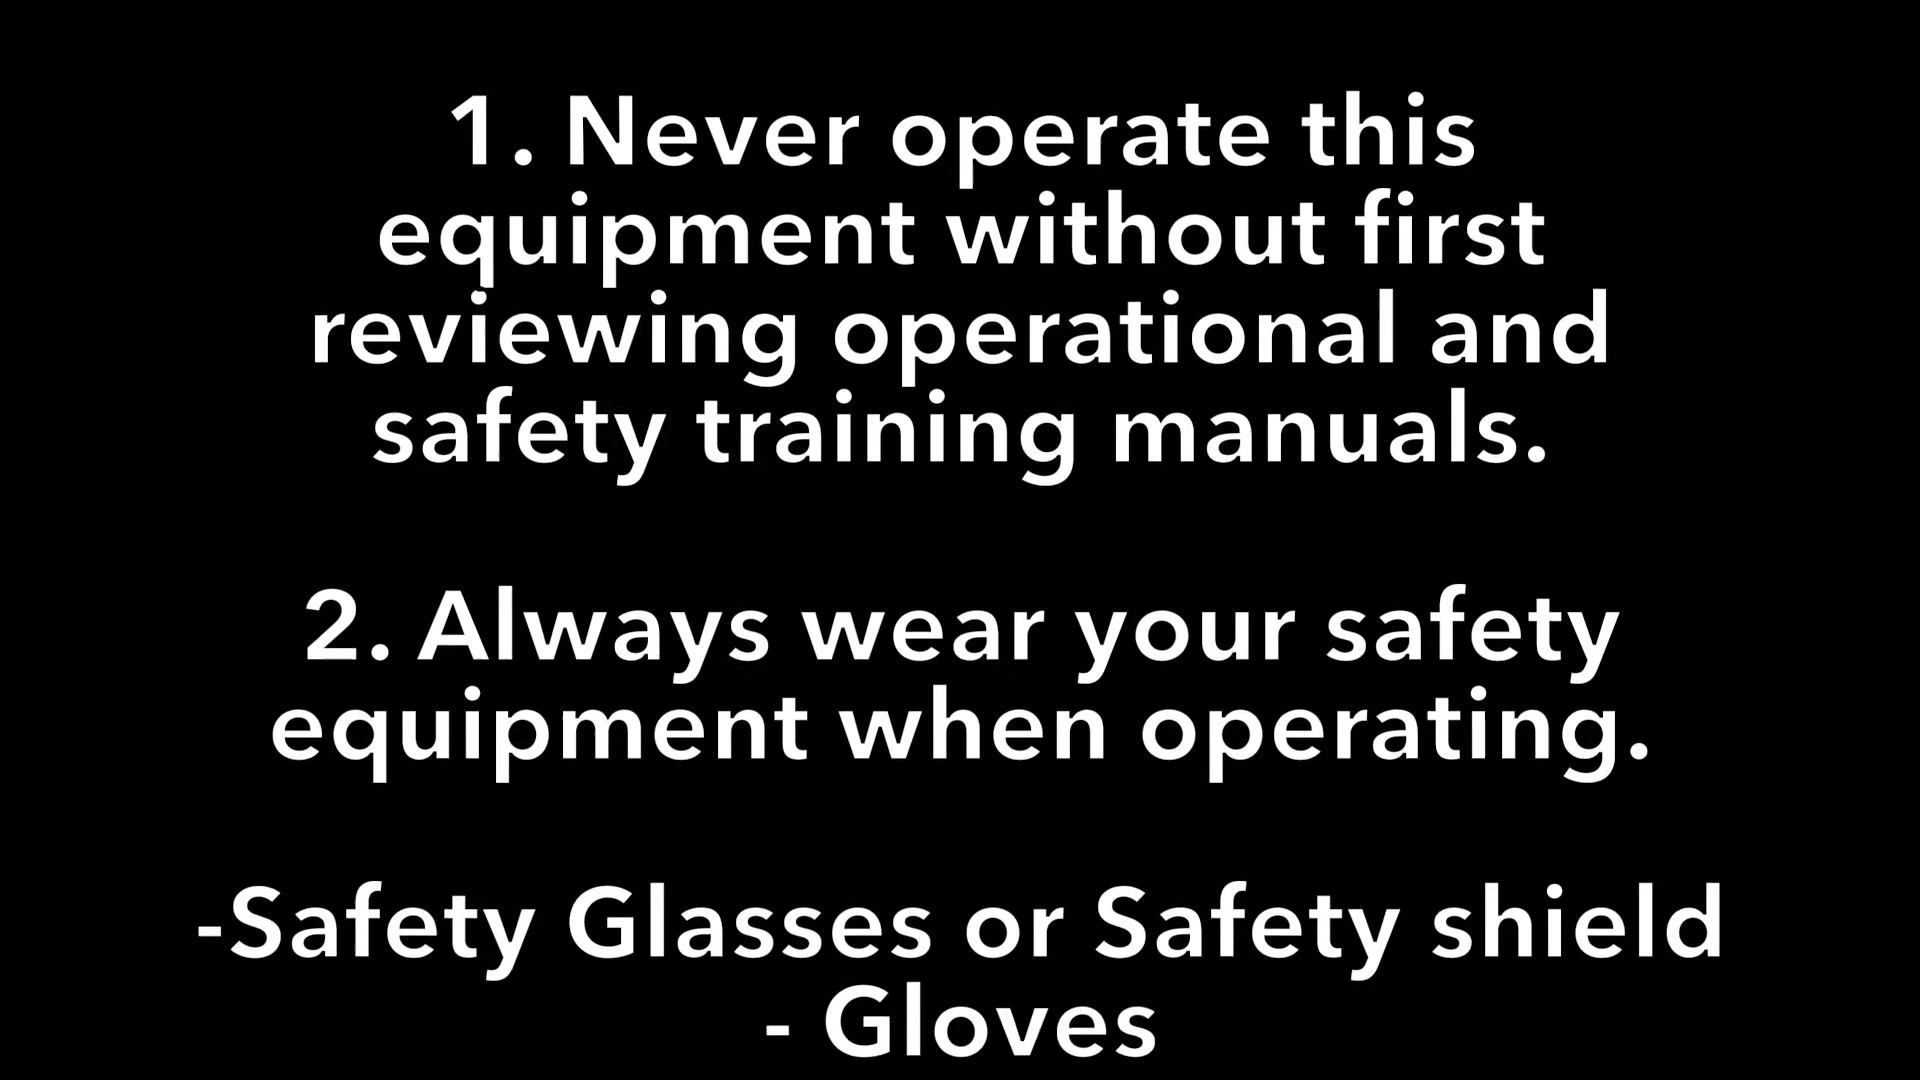 1. Never operate this
equipment without first
reviewing operational and
safety training manuals.
2. Always wear your safety
equipment when operating.
-Safety Glasses or Safety shield
- Gloves